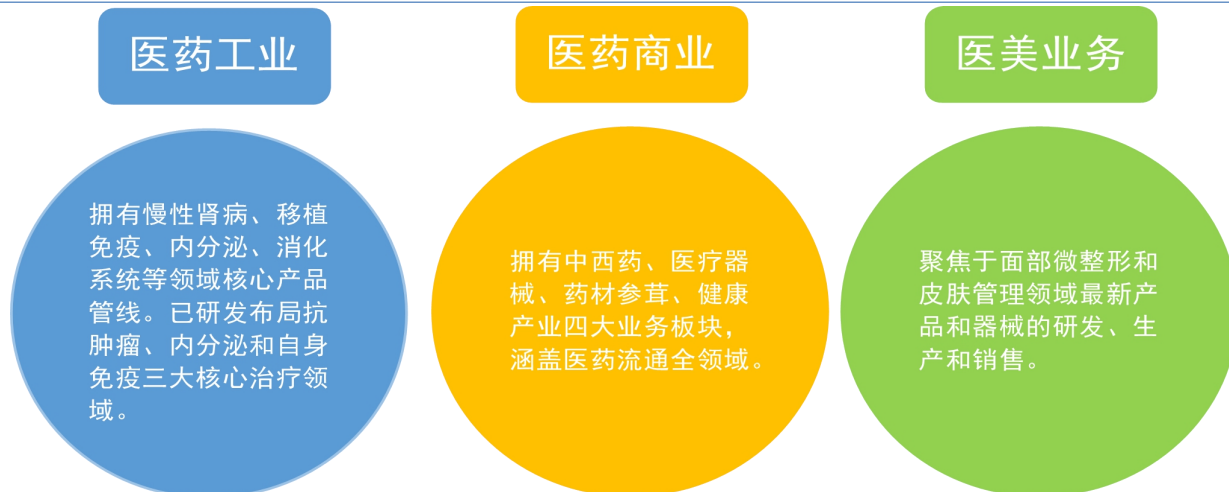 医药工业
拥有慢性肾病、移植
免疫、内分泌、消化
系统等领域核心产品
管线。已研发布局抗
肿瘤、内分泌和自身
免疫三大核心治疗领
域。
医药商业
拥有中西药、医疗器
械、药材参茸、健康
产业四大业务板块，
涵盖医药流通全领域。
医美业务
聚焦于面部微整形和
皮肤管理领域最新产
品和器械的研发、生
产和销售。